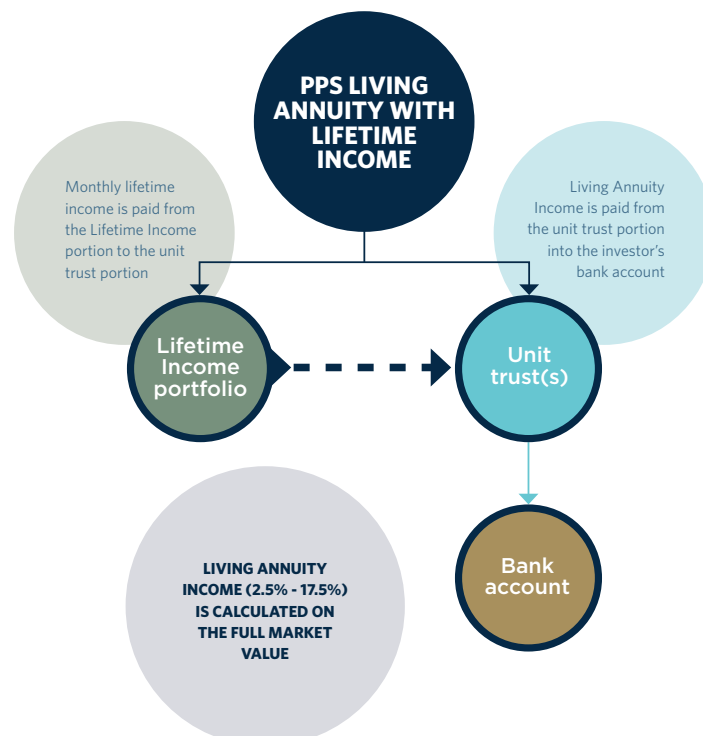 PPS LIVING
ANNUITY WITH
LIFETIME
INCOME
Monthly lifetime
income is paid from
the Lifetime Income
portion to the unit
trust portion
Living Annuity
Income is paid from
the unit trust portion
into the investor's
bank account
Lifetime
Income
portfolio
Unit
trust(s)
LIVING ANNUITY
INCOME (2.5% - 17.5%)
IS CALCULATED ON
THE FULL MARKET
VALUE
Bank
account